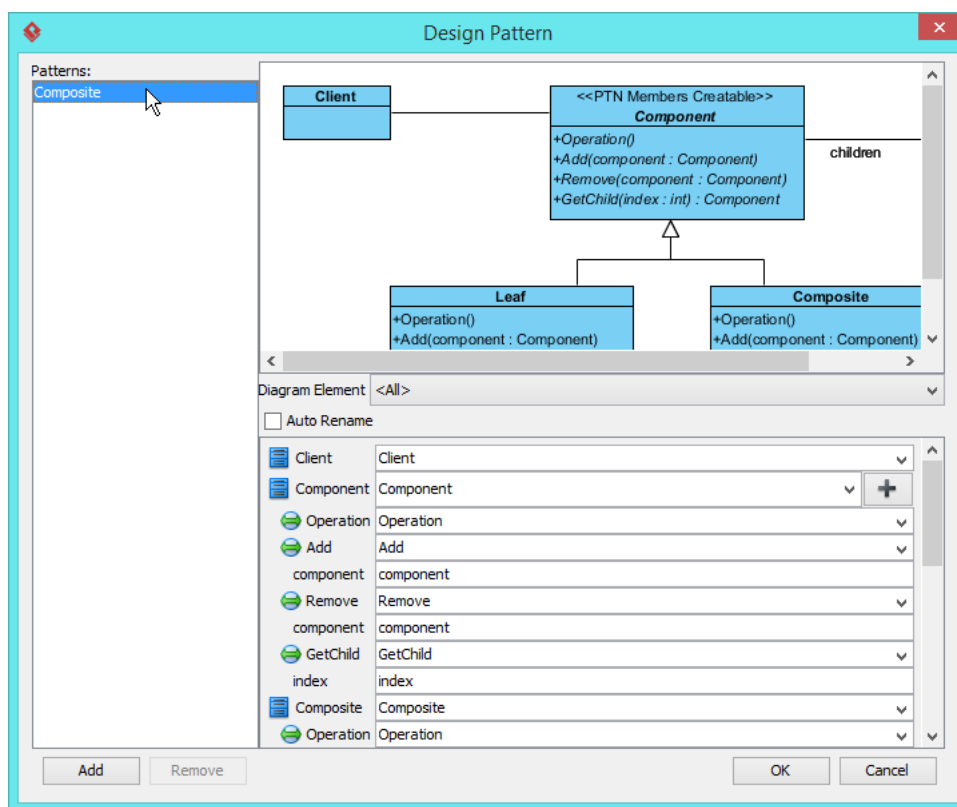 Design Pattern
Patterns:
Composite
Client
<<PTN Members Creatable>>
Component
+Operation()
+Add(component : Component)
+Remove(component : Component)
+GetChild(index : int) : Component
children
Leaf
+Operation()
+Add(component : Component)
Composite
+Operation()
+Add(component : Component)
Diagram Element <All>
Auto Rename
Client Client
Component Component
Operation Operation
Add Add
component component
Remove Remove
component component
GetChild GetChild
index index
Composite Composite
Operation Operation
Add Remove OK Cancel